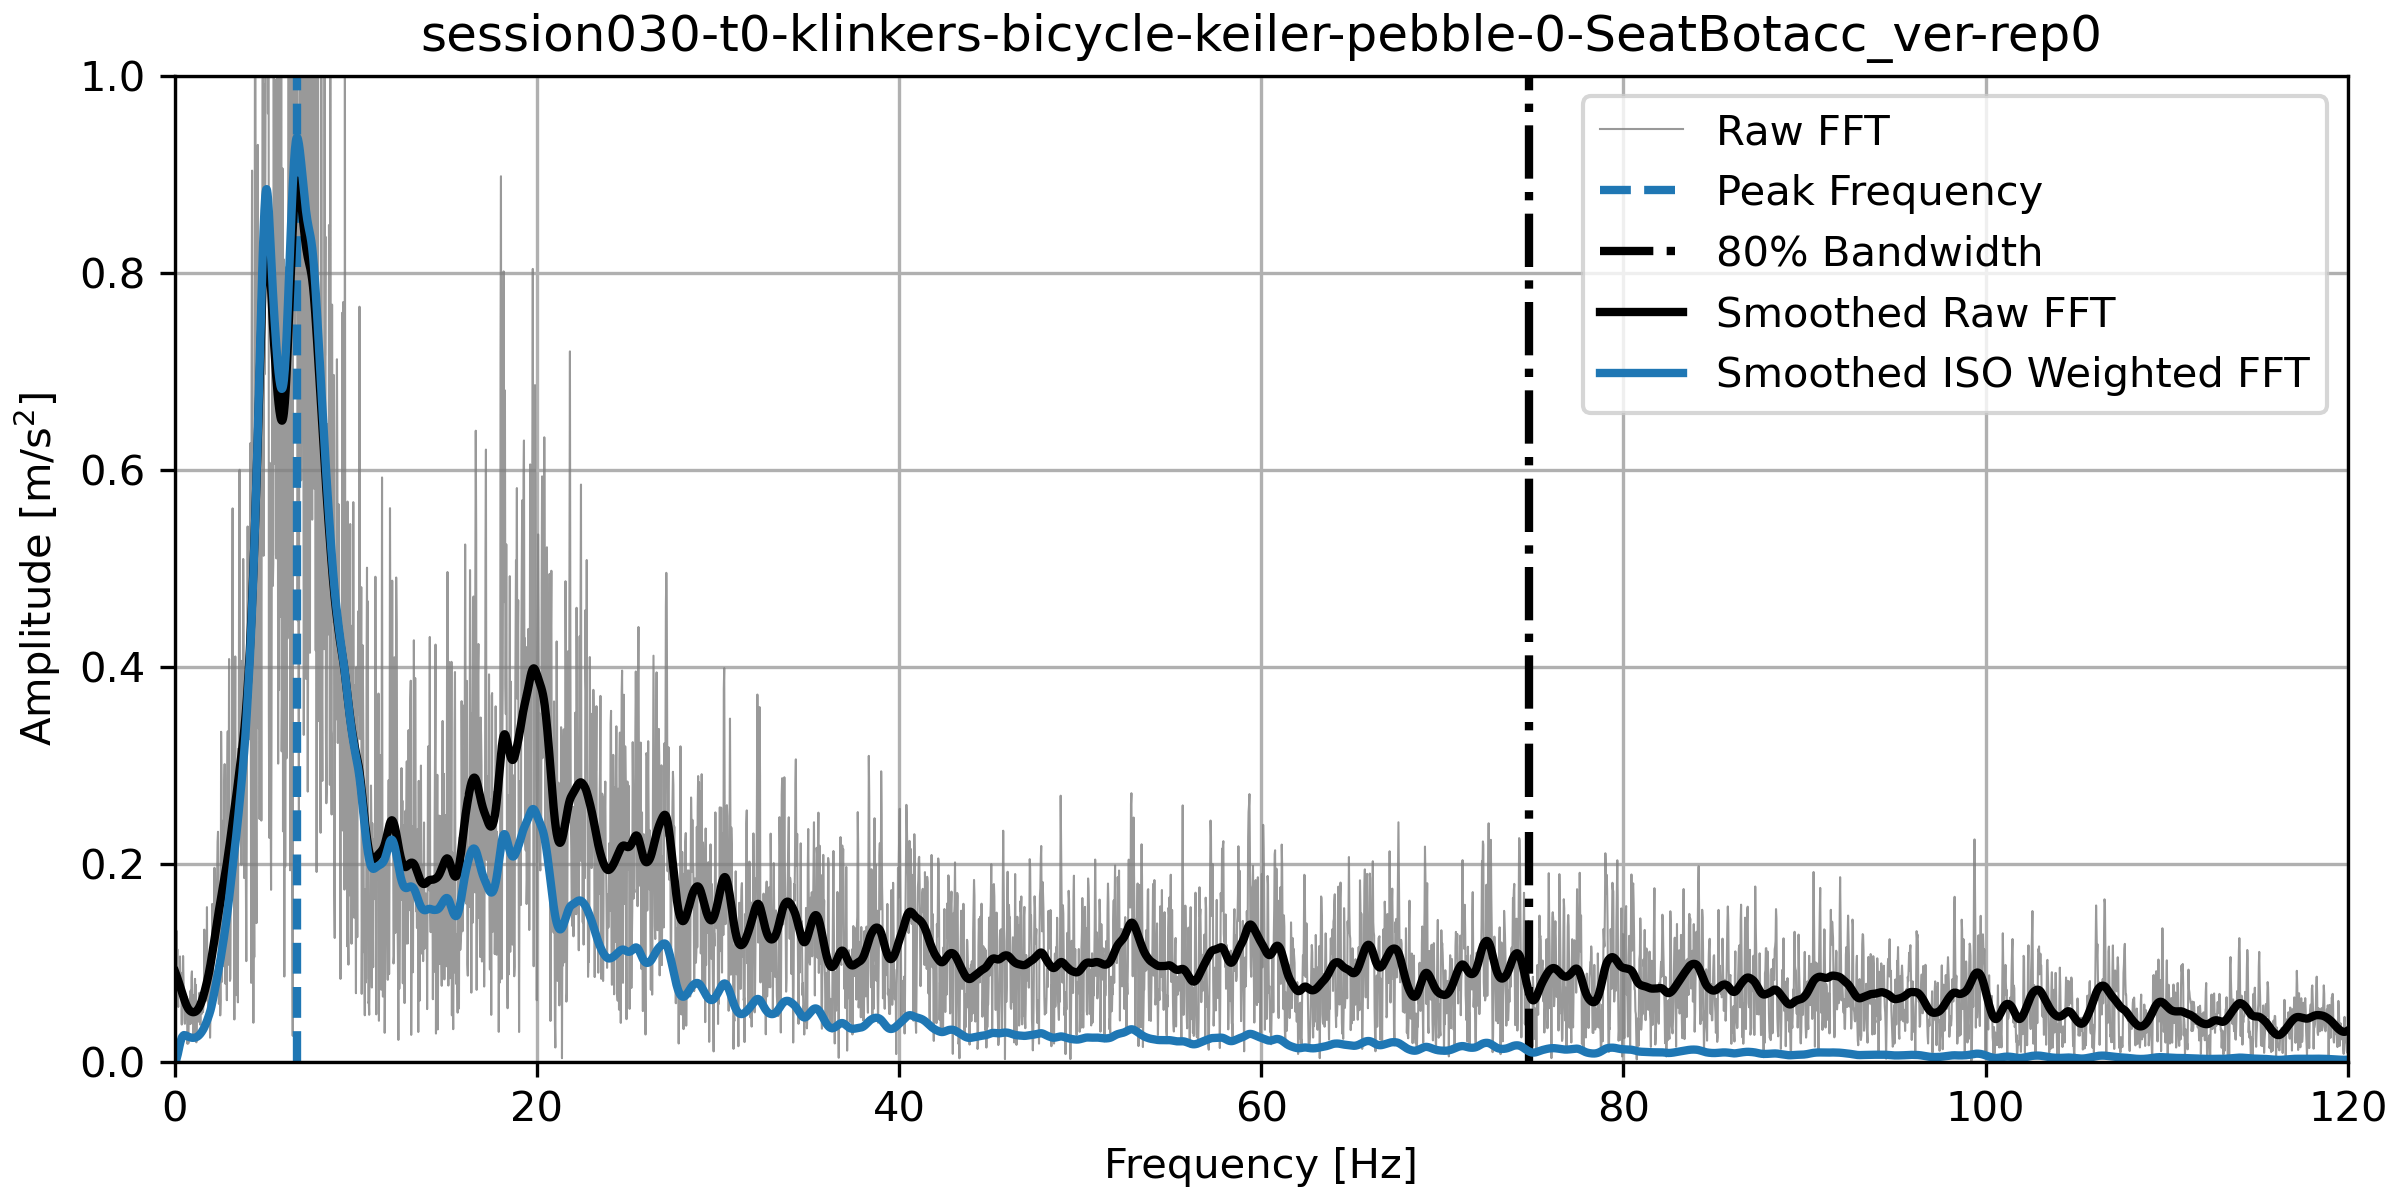 session030-t0-klinkers-bicycle-keiler-pebble-0-SeatBotacc_ver-rep0
1.0
0.8
0.6
0.4
0.2
0.0
Amplitude [m/s²]
Raw FFT
Peak Frequency
80% Bandwidth
Smoothed Raw FFT
Smoothed ISO Weighted FFT
0 20 40 60 80 100 120
Frequency [Hz]